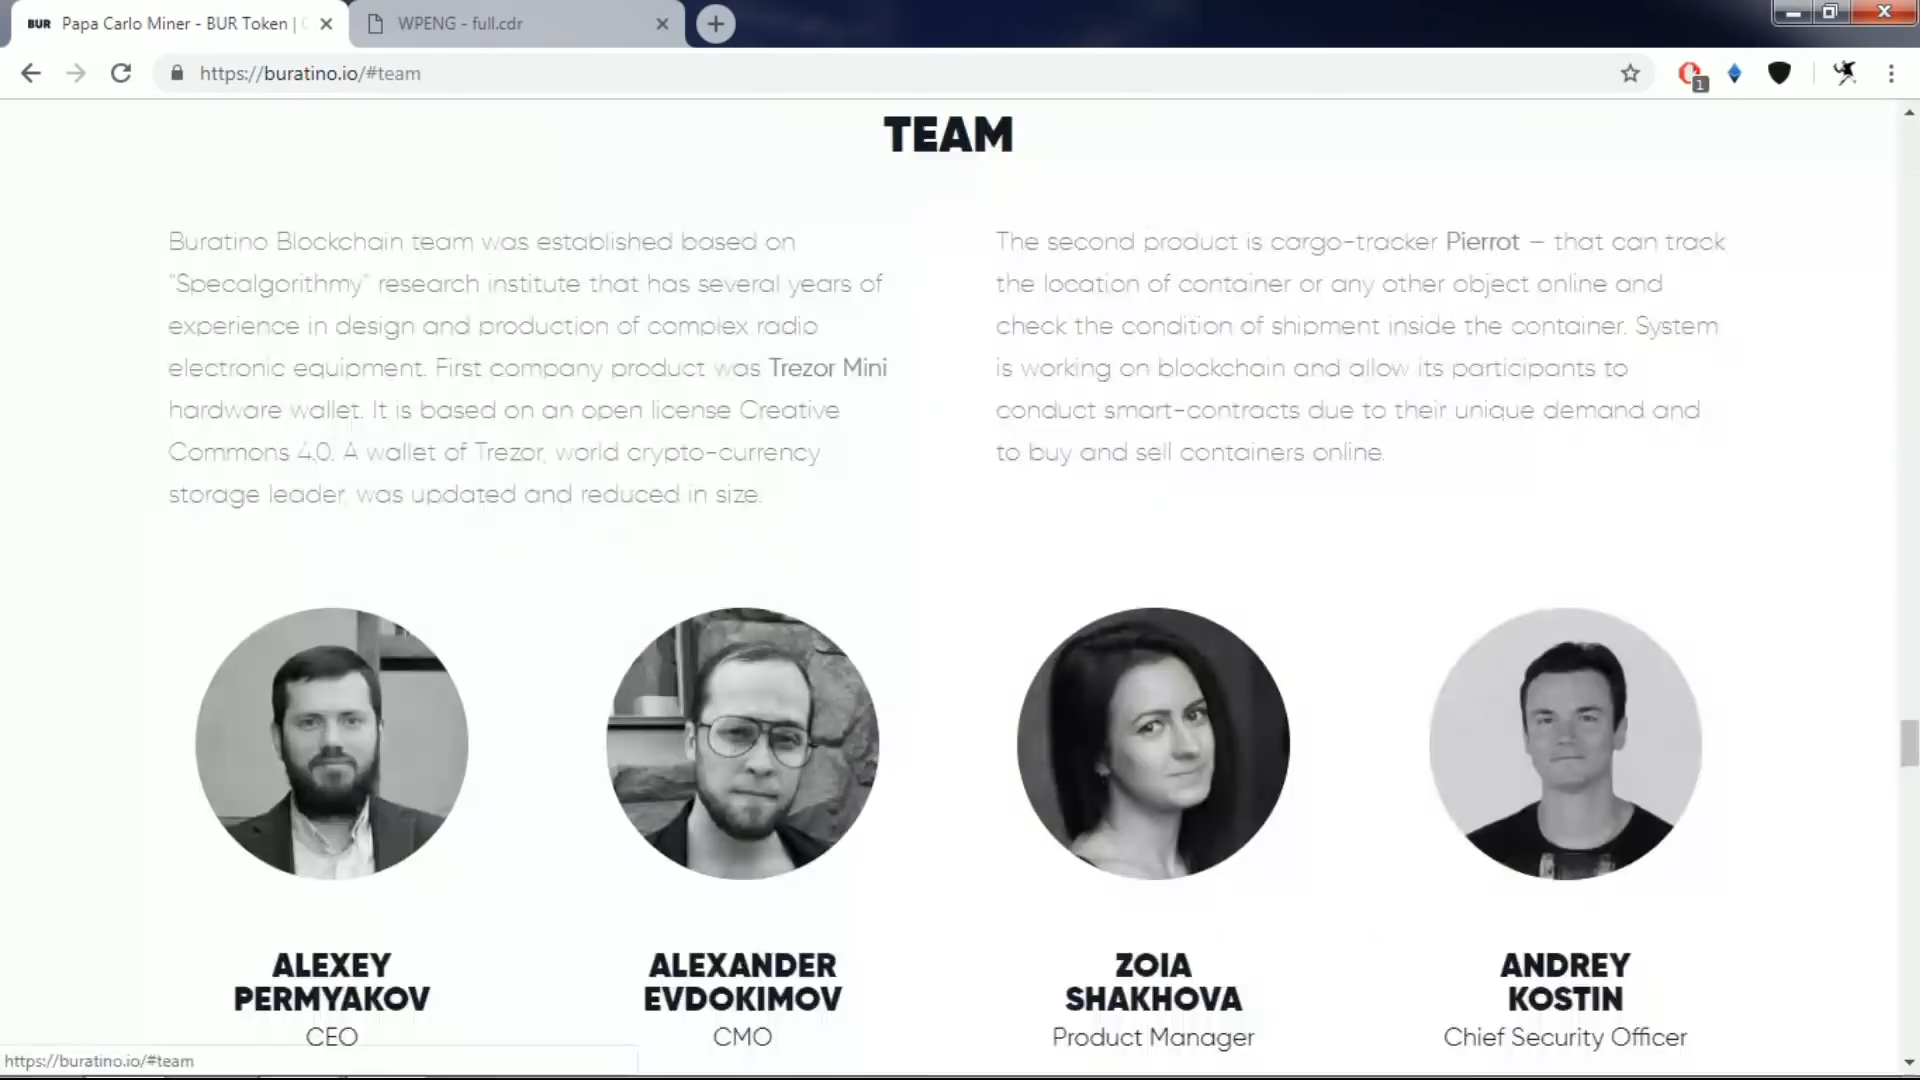 BUR Papa Carlo Miner - BUR Token |
WPENG - full.cdr
https://buratino.io/#team
1
TEAM
Buratino Blockchain team was established based on
"Specalgorithmy" research institute that has several years of
experience in design and production of complex radio
electronic equipment. First company product was Trezor Mini
hardware wallet. It is based on an open license Creative
Commons 4.0. A wallet of Trezor, world crypto-currency
storage leader, was updated and reduced in size.
The second product is cargo-tracker Pierrot – that can track
the location of container or any other object online and
check the condition of shipment inside the container. System
is working on blockchain and allow its participants to
conduct smart-contracts due to their unique demand and
to buy and sell containers online.
ALEXEY
PERMYAKOV
CEO
ALEXANDER
EVDOKIMOV
CMO
ZOIA
SHAKHOVA
Product Manager
ANDREY
KOSTIN
Chief Security Officer
https://buratino.io/#team